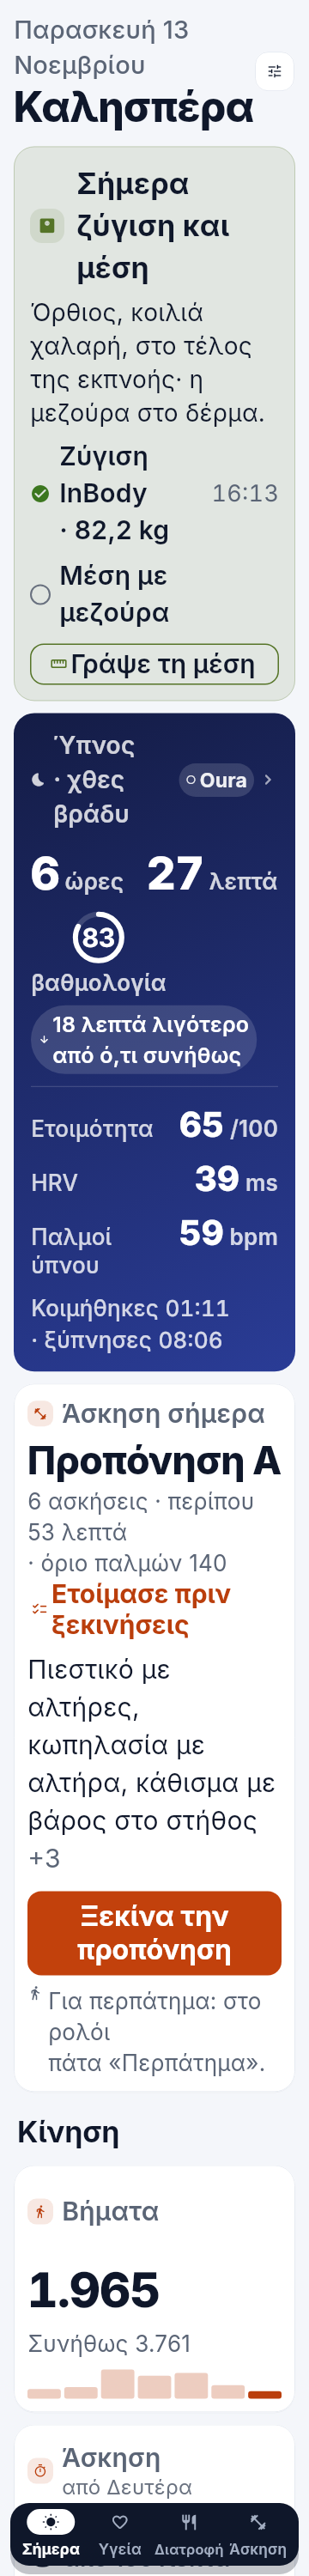 Παρασκευή 13
Νοεμβρίου
Καλησπέρα
Σήμερα
ζύγιση και
μέση
Όρθιος, κοιλιά
χαλαρή, στο τέλος
της εκπνοής· η
μεζούρα στο δέρμα.
Ζύγιση
InBody
· 82,2 kg
16:13
Μέση με
μεζούρα
Γράψε τη μέση
Ύπνος
· χθες
βράδυ
Oura
6 ώρες 27 λεπτά
83
βαθμολογία
18 λεπτά λιγότερο
από ό,τι συνήθως
Ετοιμότητα 65 /100
HRV 39 ms
Παλμοί
ύπνου
59 bpm
Κοιμήθηκες 01:11
· ξύπνησες 08:06
Άσκηση σήμερα
Προπόνηση Α
6 ασκήσεις · περίπου
53 λεπτά
· όριο παλμών 140
Ετοίμασε πριν
ξεκινήσεις
Πιεστικό με
αλτήρες,
κωπηλασία με
αλτήρα, κάθισμα με
βάρος στο στήθος
+3
Ξεκίνα την
προπόνηση
Για περπάτημα: στο
ρολόι
πάτα «Περπάτημα».
Κίνηση
Βήματα
1.965
Συνήθως 3.761
Άσκηση
από Δευτέρα
Σήμερα Υγεία Διατροφή Άσκηση